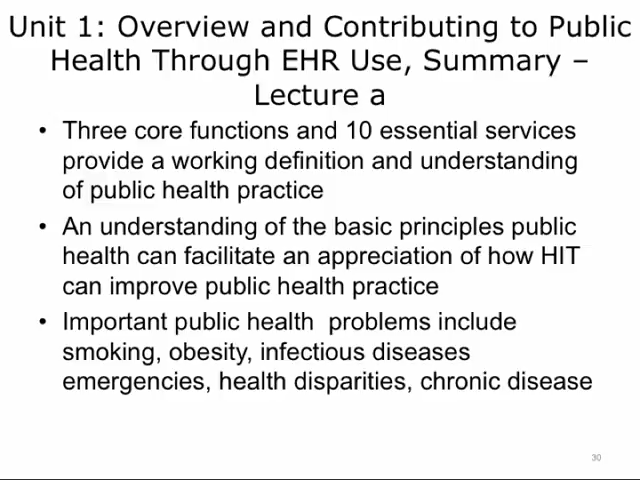 Unit 1: Overview and Contributing to Public
Health Through EHR Use, Summary –
Lecture a
• Three core functions and 10 essential services
provide a working definition and understanding
of public health practice
• An understanding of the basic principles public
health can facilitate an appreciation of how HIT
can improve public health practice
• Important public health  problems include
smoking, obesity, infectious diseases
emergencies, health disparities, chronic disease
30